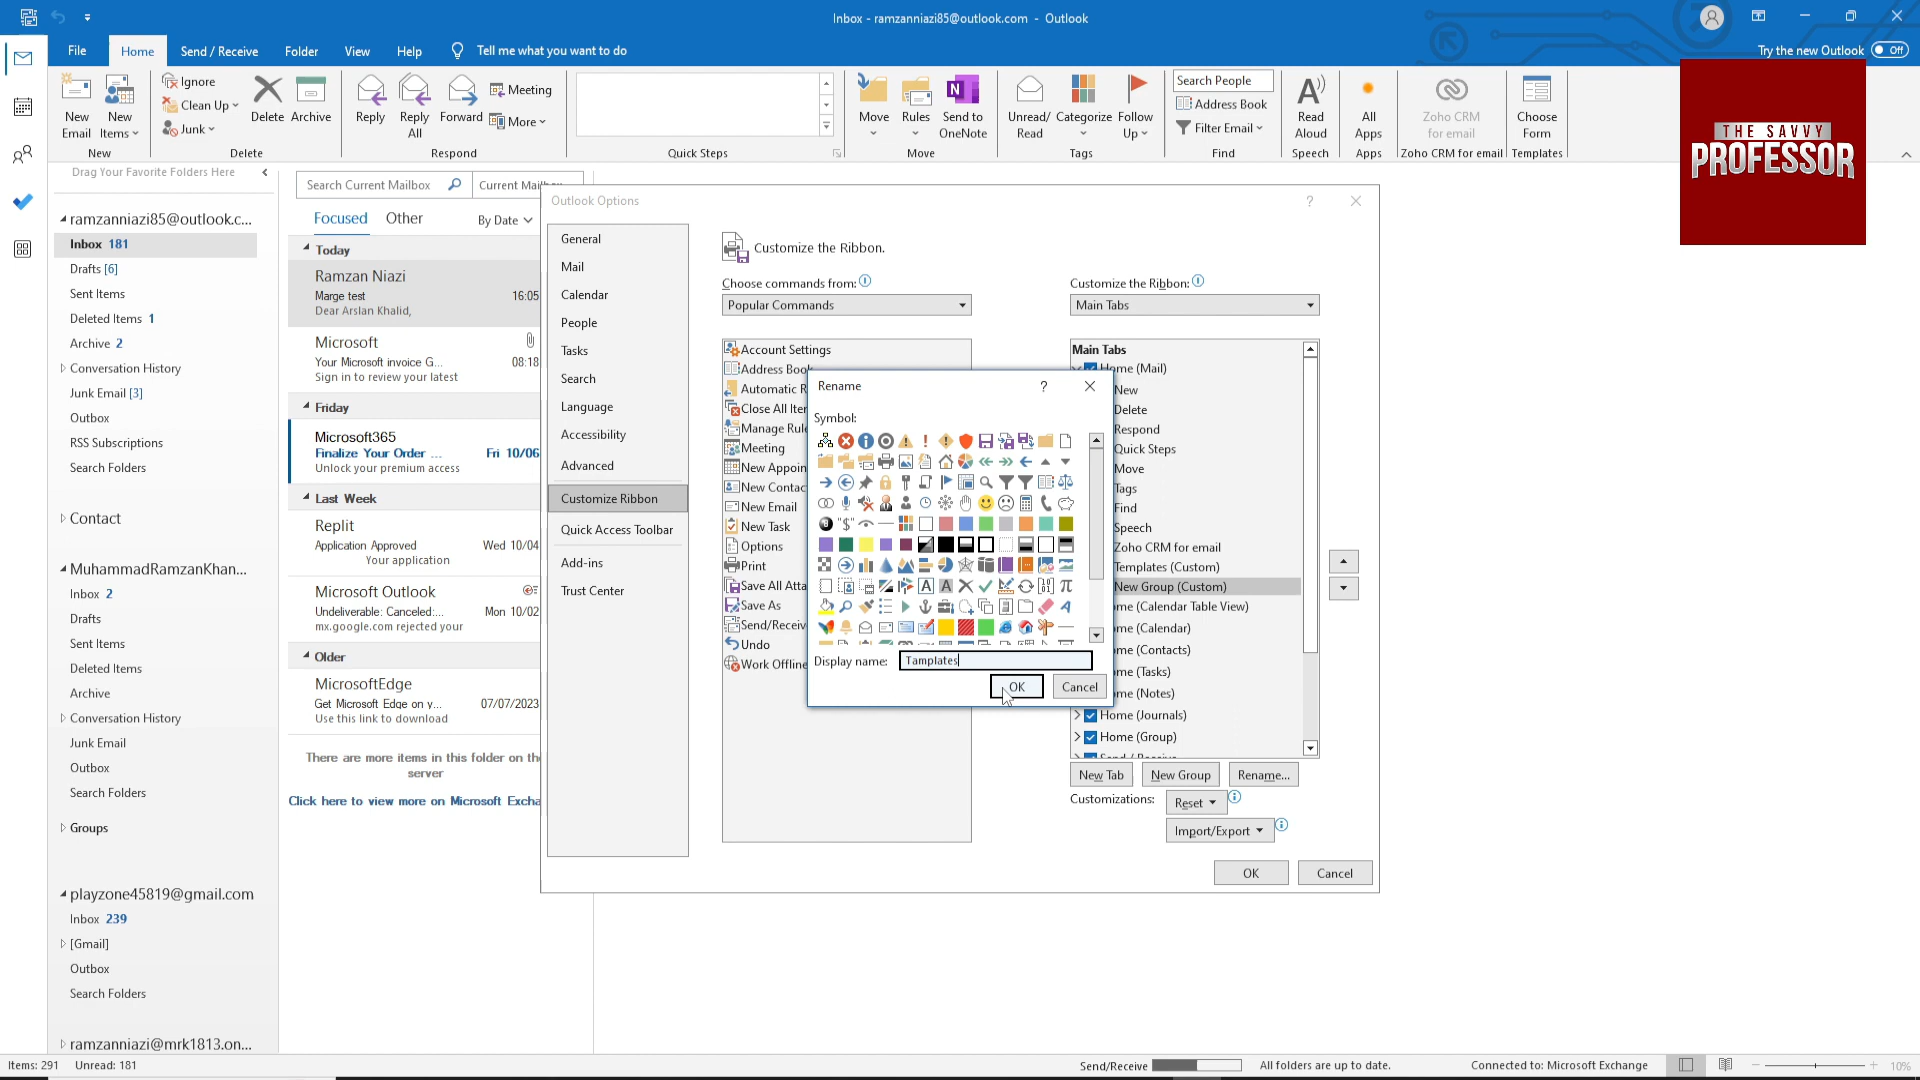 Inbox - ramzanniazi85@outlook.com - Outlook
File Home Send / Receive Folder View Help Tell me what you want to do
Try the new Outlook Off
New Email
New Items
New
Ignore
Clean Up
Junk
Delete
Archive
Delete
Reply
Reply All
Forward
Meeting
More
Respond
Quick Steps
Move
Rules
Send to OneNote
Move
Unread/ Read
Categorize
Follow Up
Tags
Search People
Address Book
Filter Email
Find
Read Aloud
Speech
All Apps
Apps
Zoho CRM for email
Zoho CRM for email
Choose Form
Templates
THE SAVVY
PROFESSOR
Drag Your Favorite Folders Here
ramzanniazi85@outlook.c...
Inbox 181
Drafts [6]
Sent Items
Deleted Items 1
Archive 2
Conversation History
Junk Email [3]
Outbox
RSS Subscriptions
Search Folders
Contact
MuhammadRamzanKhan...
Inbox 2
Drafts
Sent Items
Deleted Items
Archive
Conversation History
Junk Email
Outbox
Search Folders
Groups
playzone45819@gmail.com
Inbox 239
[Gmail]
Outbox
Search Folders
ramzanniazi@mrk1813.on...
Search Current Mailbox
Focused Other By Date
Today
Ramzan Niazi
Marge test 16:05
Dear Arslan Khalid,
Microsoft
Your Microsoft invoice G... 08:18
Sign in to review your latest
Friday
Microsoft365
Finalize Your Order ... Fri 10/06
Unlock your premium access
Last Week
Replit
Application Approved Wed 10/04
Your application
Microsoft Outlook
Undeliverable: Canceled:... Mon 10/02
mx.google.com rejected your
Older
MicrosoftEdge
Get Microsoft Edge on y... 07/07/2023
Use this link to download
There are more items in this folder on the
server
Click here to view more on Microsoft Excha
Outlook Options
General
Mail
Calendar
People
Tasks
Search
Language
Accessibility
Advanced
Customize Ribbon
Quick Access Toolbar
Add-ins
Trust Center
Customize the Ribbon.
Choose commands from:
Popular Commands
Account Settings
Address Boo
Automatic R
Close All Iter
Manage Rule
Meeting
New Appoin
New Contac
New Email
New Task
Options
Print
Save All Atta
Save As
Send/Receiv
Undo
Work Offline
Rename
Symbol:
Display name: Tamplates
OK Cancel
Customize the Ribbon:
Main Tabs
Main Tabs
Home (Mail)
New
Delete
Respond
Quick Steps
Move
Tags
Find
Speech
Zoho CRM for email
Templates (Custom)
New Group (Custom)
ome (Calendar Table View)
ome (Calendar)
ome (Contacts)
ome (Tasks)
ome (Notes)
Home (Journals)
Home (Group)
New Tab New Group Rename...
Customizations: Reset
Import/Export
OK Cancel
Items: 291 Unread: 181
Send/Receive All folders are up to date. Connected to: Microsoft Exchange 10%